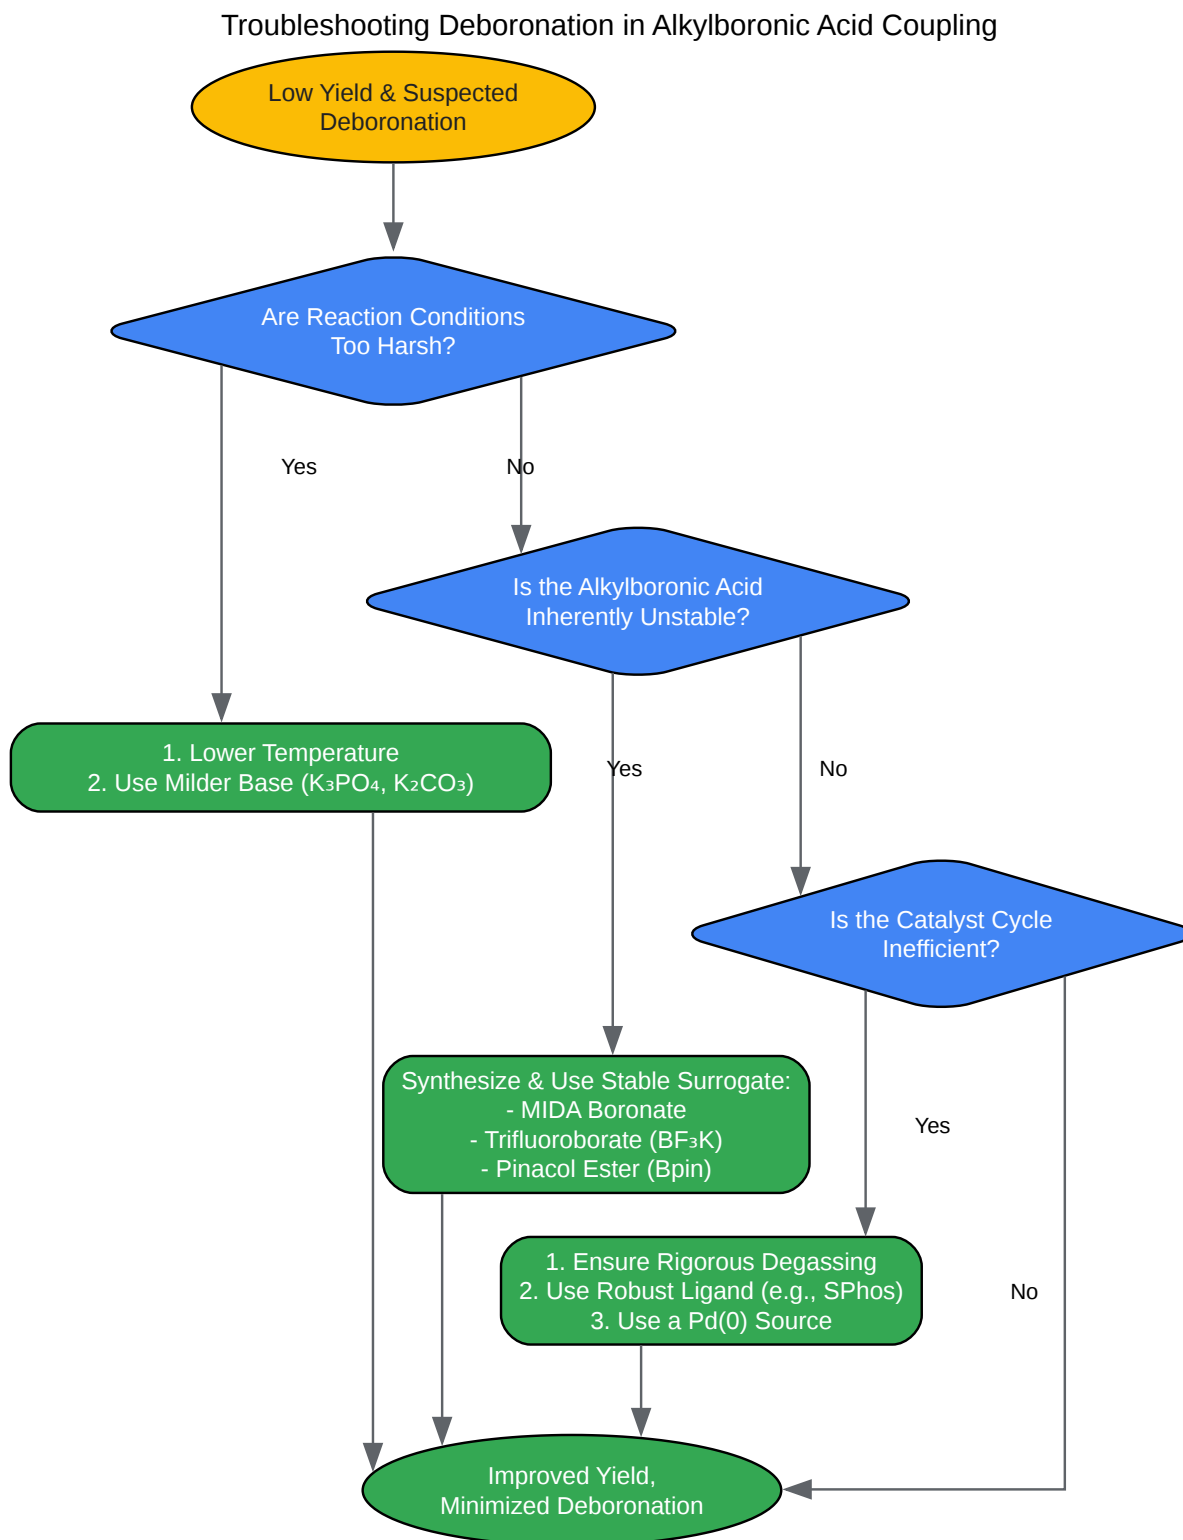 Troubleshooting Deboronation in Alkylboronic Acid Coupling
Low Yield & Suspected
Deboronation
Are Reaction Conditions
Too Harsh?
Yes
No
Is the Alkylboronic Acid
Inherently Unstable?
1. Lower Temperature
2. Use Milder Base (K₃PO₄, K₂CO₃)
Yes
No
Is the Catalyst Cycle
Inefficient?
Synthesize & Use Stable Surrogate:
- MIDA Boronate
- Trifluoroborate (BF₃K)
- Pinacol Ester (Bpin)
Yes
1. Ensure Rigorous Degassing
2. Use Robust Ligand (e.g., SPhos)
3. Use a Pd(0) Source
No
Improved Yield,
Minimized Deboronation